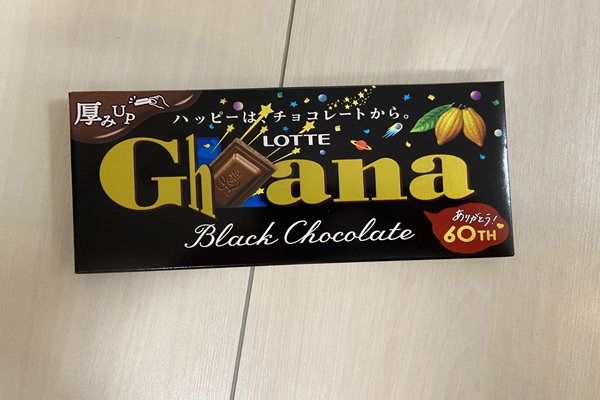 厚みUP
ハッピーは、チョコレートから。
LOTTE
Ghana
Lotte
Black Chocolate
ありがとう!
60TH